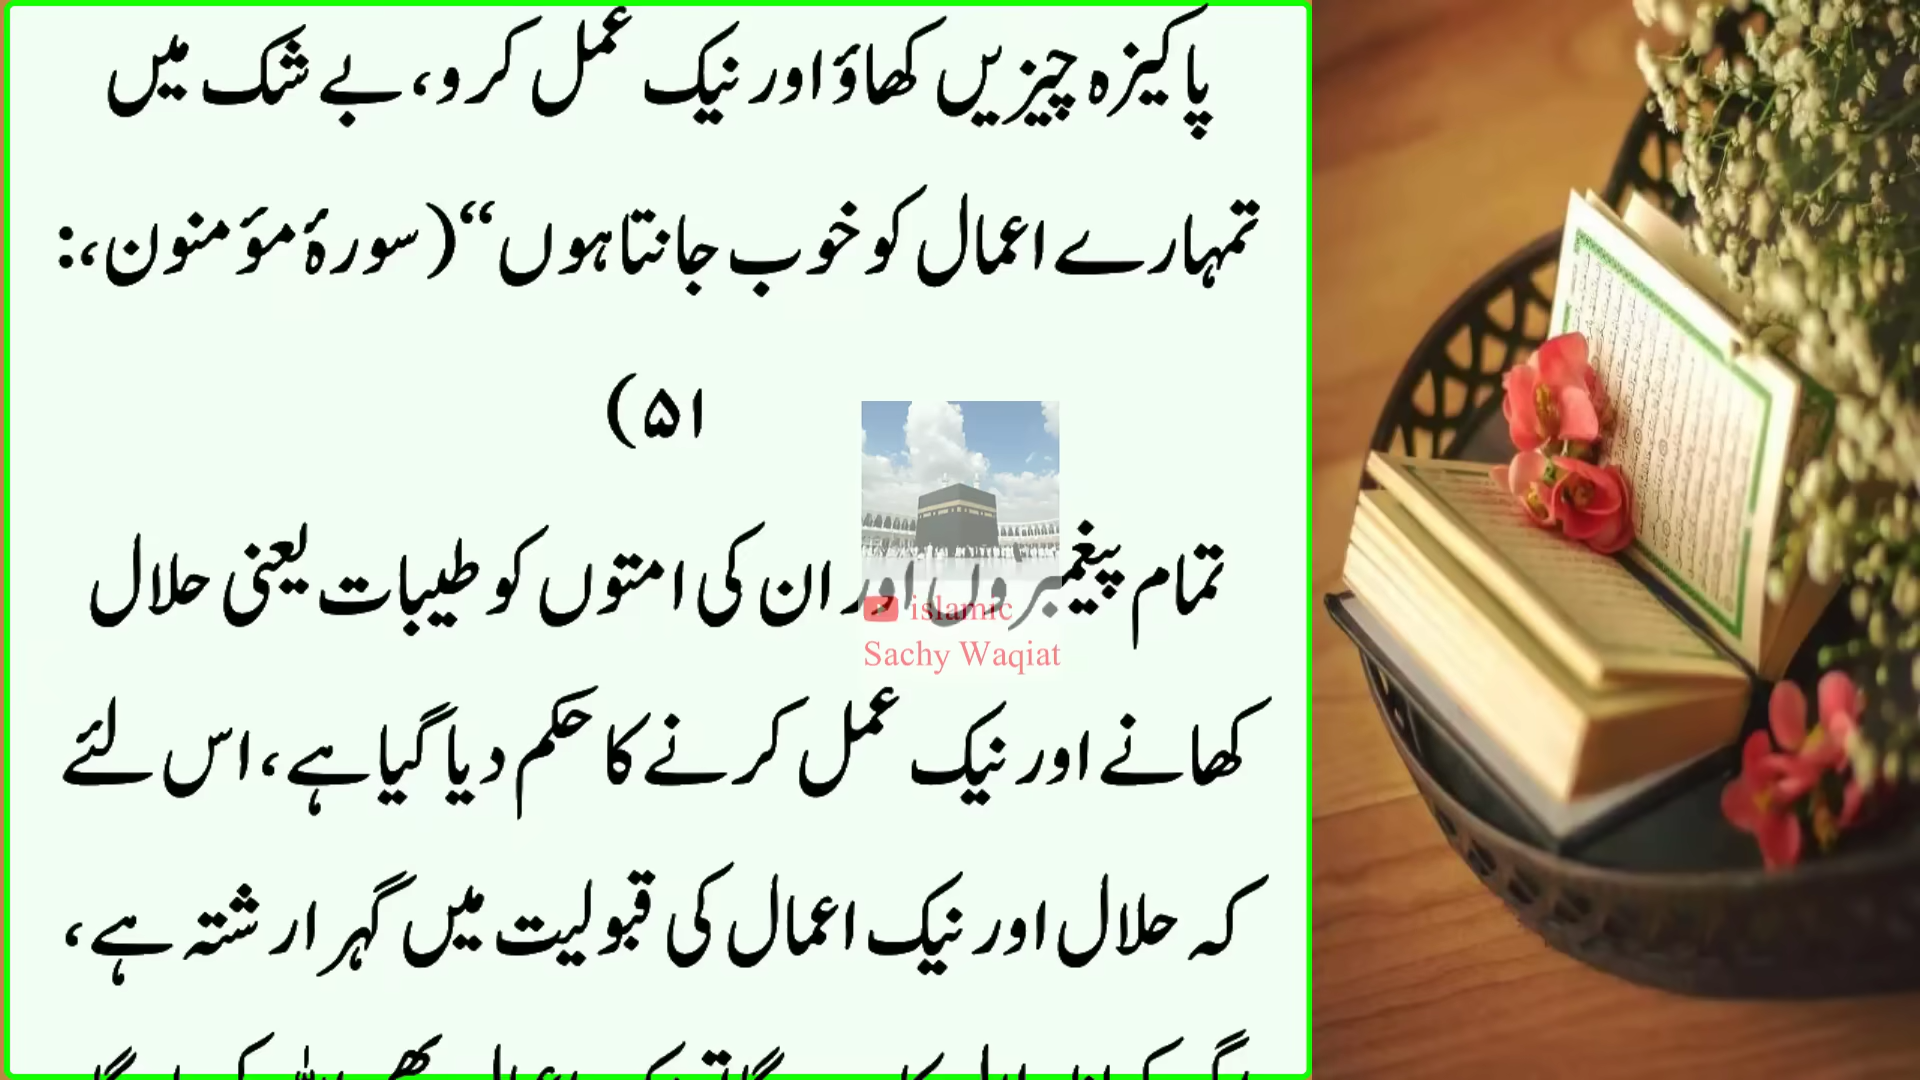 پاکیزہ چیزیں کھاؤ اور نیک عمل کرو، بے شک میں
تمہارے اعمال کو خوب جانتا ہوں“ (سورۂ مؤمنون،:
۵۱)
تمام پیغمبروں اور ان کی امتوں کو طیبات یعنی حلال
کھانے اور نیک عمل کرنے کا حکم دیا گیا ہے، اس لئے
کہ حلال اور نیک اعمال کی قبولیت میں گہرا رشتہ ہے،
islamic
Sachy Waqiat